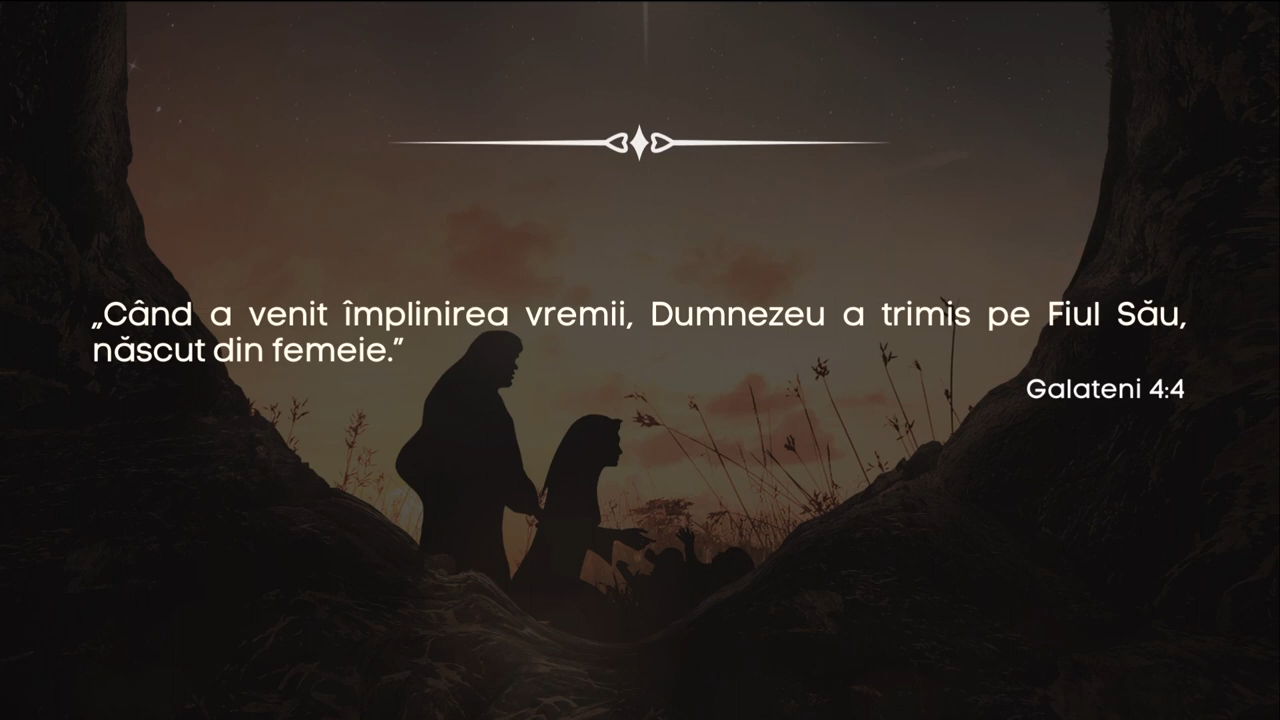 „Când a venit împlinirea vremii, Dumnezeu a trimis pe Fiul Său,
născut din femeie.”
Galateni 4:4